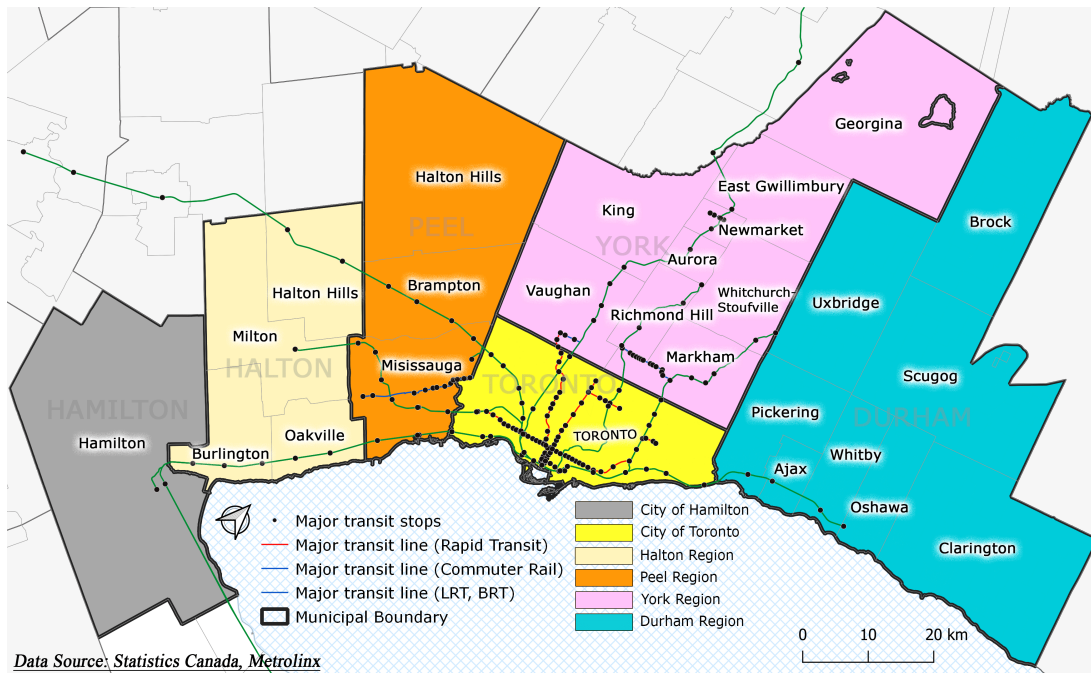 Georgina
Halton Hills
East Gwillimbury
King
Brock
PEEL
Newmarket
YORK
Aurora
Brampton
Vaughan
Whitchurch-
Stoufville
Halton Hills
Uxbridge
Richmond Hill
Milton
Markham
Misissauga
HALTON
TORONTO
Scugog
HAMILTON
Pickering
DURHAM
Hamilton
Oakville
TORONTO
Burlington
Whitby
Ajax
Oshawa
Clarington
Major transit stops
Major transit line (Rapid Transit)
Major transit line (Commuter Rail)
Major transit line (LRT, BRT)
Municipal Boundary
City of Hamilton
City of Toronto
Halton Region
Peel Region
York Region
Durham Region
0 10 20 km
Data Source: Statistics Canada, Metrolinx